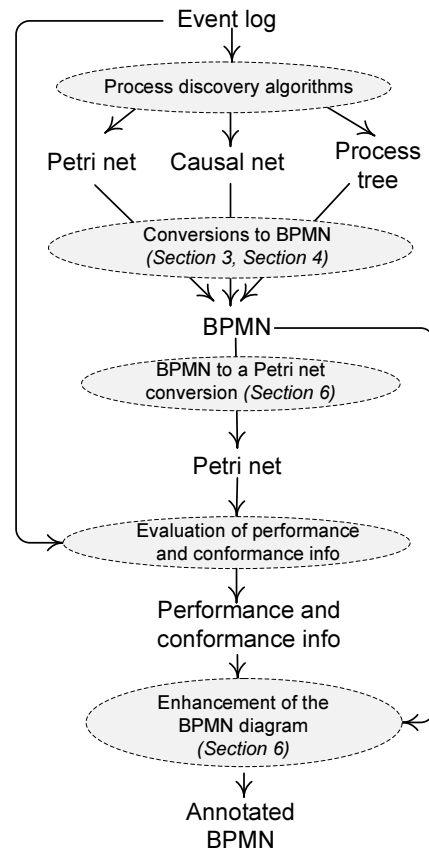 Event log
Process discovery algorithms
Petri net
Causal net
Process
tree
Conversions to BPMN
(Section 3, Section 4)
BPMN
BPMN to a Petri net
conversion (Section 6)
Petri net
Evaluation of performance
and conformance info
Performance and
conformance info
Enhancement of the
BPMN diagram
(Section 6)
Annotated
BPMN